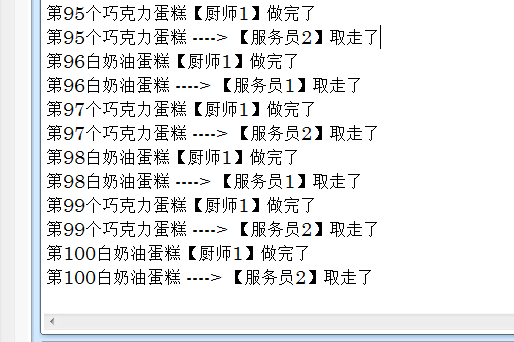 第95个巧克力蛋糕【厨师1】做完了
第95个巧克力蛋糕 ----> 【服务员2】取走了
第96白奶油蛋糕【厨师1】做完了
第96白奶油蛋糕 ----> 【服务员1】取走了
第97个巧克力蛋糕【厨师1】做完了
第97个巧克力蛋糕 ----> 【服务员2】取走了
第98白奶油蛋糕【厨师1】做完了
第98白奶油蛋糕 ----> 【服务员1】取走了
第99个巧克力蛋糕【厨师1】做完了
第99个巧克力蛋糕 ----> 【服务员2】取走了
第100白奶油蛋糕【厨师1】做完了
第100白奶油蛋糕 ----> 【服务员2】取走了